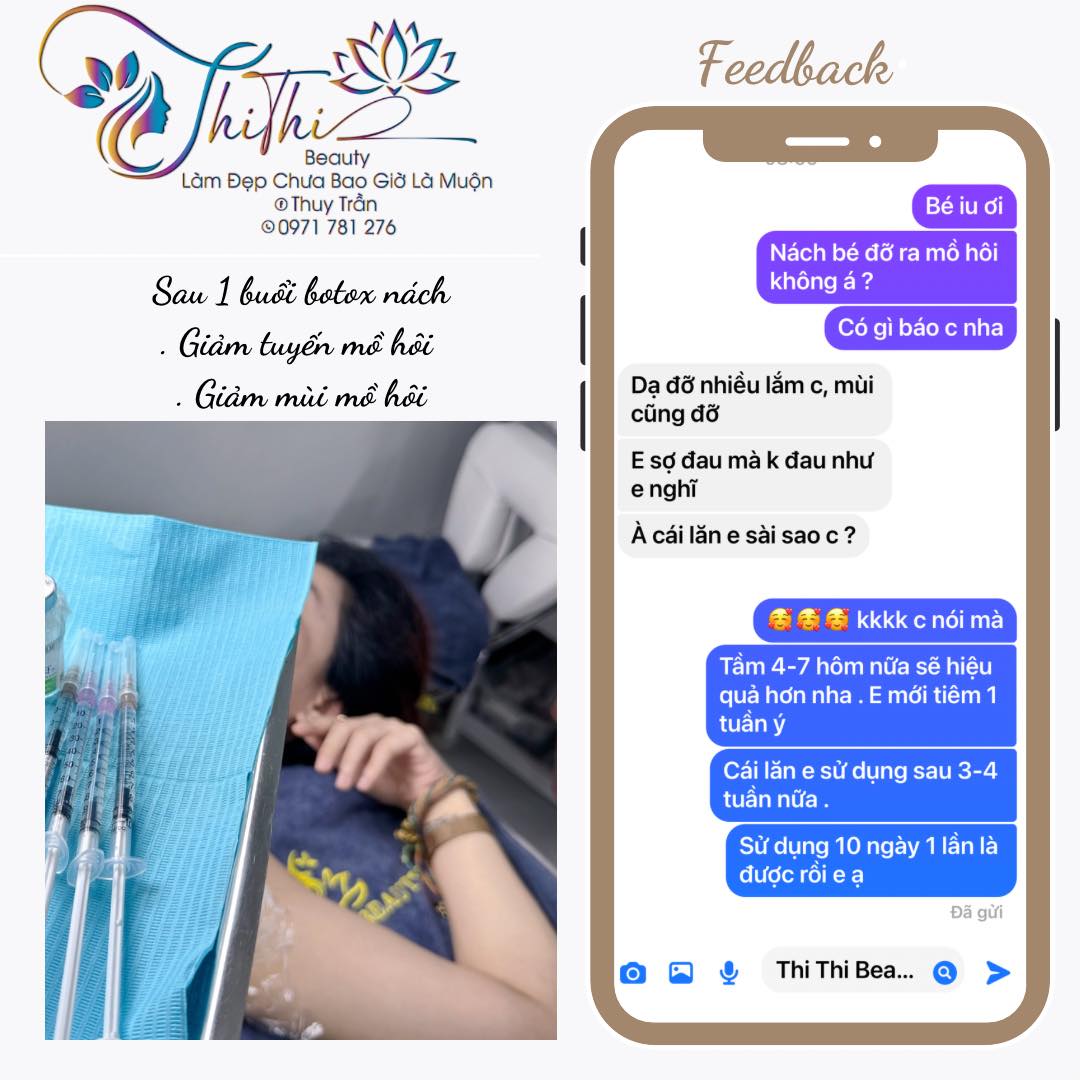 ThiThi
Beauty
Làm Đẹp Chưa Bao Giờ Là Muộn
Thuy Trần
0971 781 276
Sau 1 buổi botox nách
. Giảm tuyến mồ hôi
. Giảm mùi mồ hôi
Feedback
Bé iu ơi
Nách bé đỡ ra mồ hôi
không á ?
Có gì báo c nha
Dạ đỡ nhiều lắm c, mùi
cũng đỡ
E sợ đau mà k đau như
e nghĩ
À cái lăn e sài sao c ?
🥰🥰🥰 kkkk c nói mà
Tầm 4-7 hôm nữa sẽ hiệu
quả hơn nha . E mới tiêm 1
tuần ý
Cái lăn e sử dụng sau 3-4
tuần nữa .
Sử dụng 10 ngày 1 lần là
được rồi e ạ
Đã gửi
Thi Thi Bea...